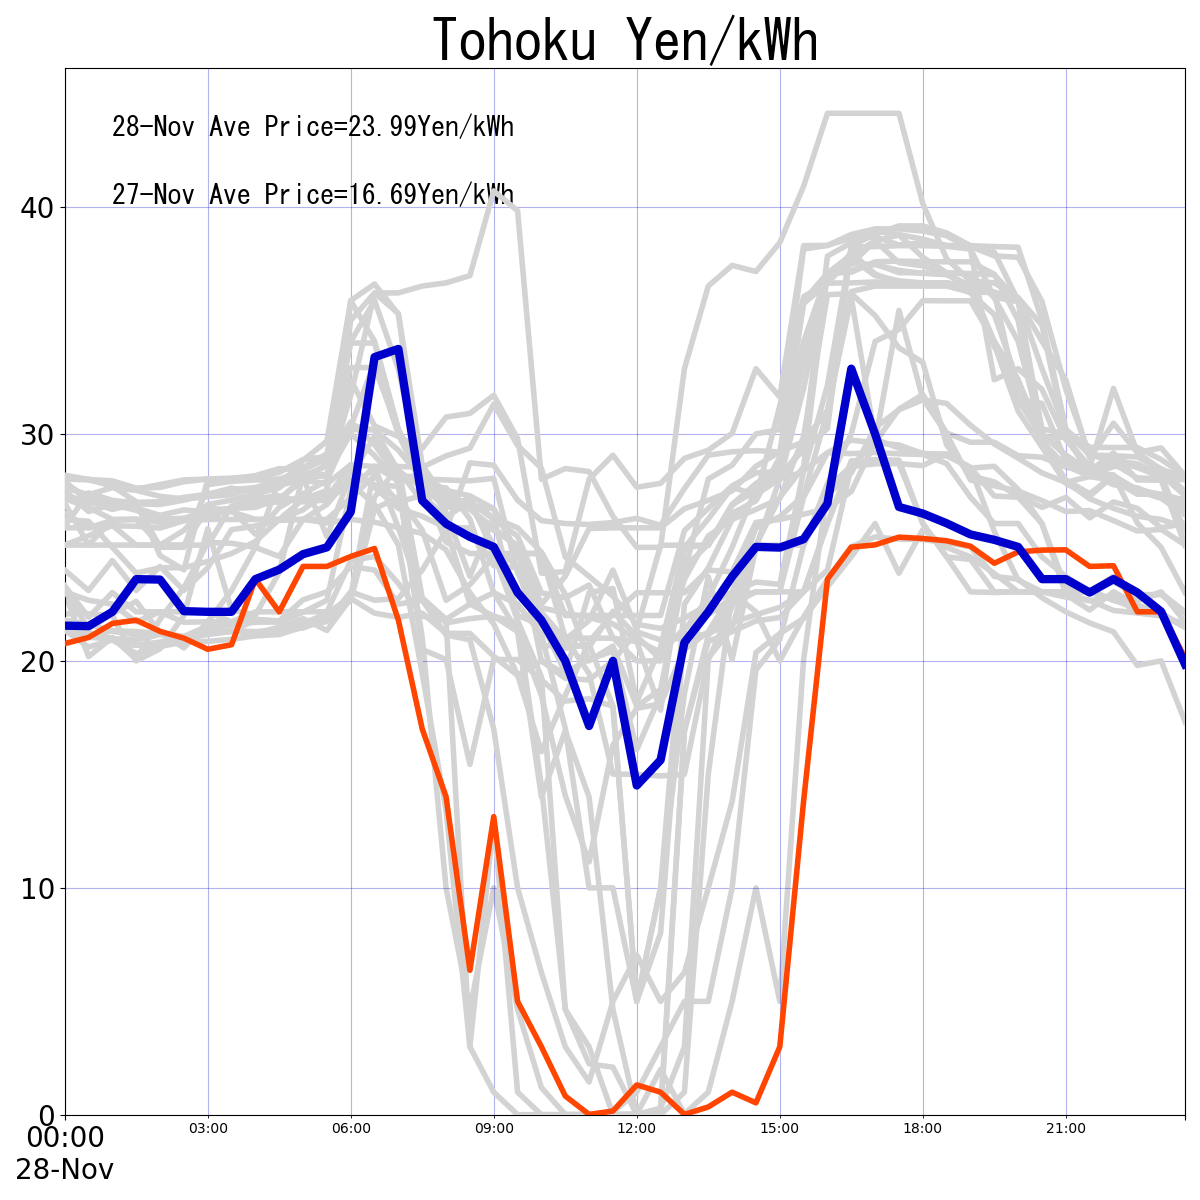 Tohoku Yen/kWh
28-Nov Ave Price=23.99Yen/kWh
27-Nov Ave Price=16.69Yen/kWh
40
30
20
10
0
00:00 03:00 06:00 09:00 12:00 15:00 18:00 21:00
28-Nov